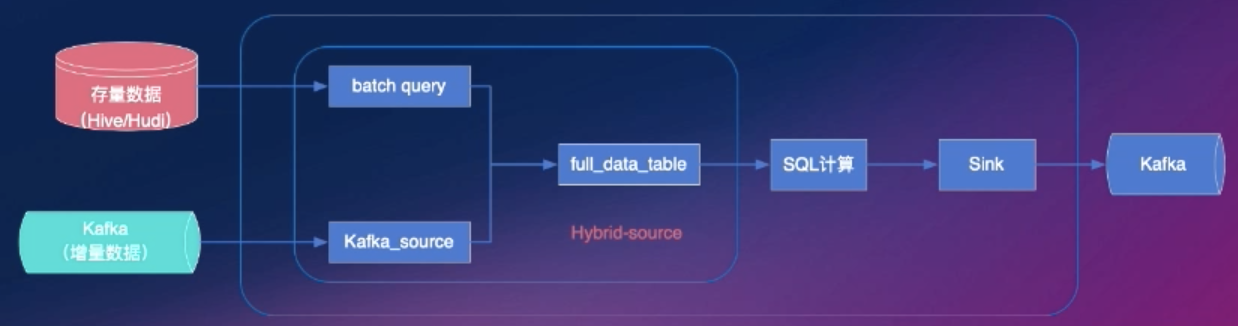 存量数据
（Hive/Hudi）
batch query
full_data_table
SQL计算
Sink
Kafka
Kafka
（增量数据）
Kafka_source
Hybrid-source